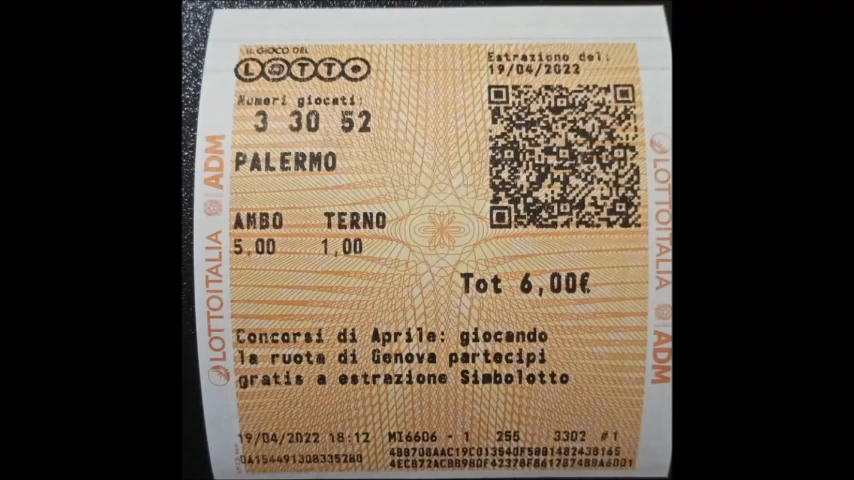 IL GIOCO DEL
LOTTO
Estrazione del:
19/04/2022
Numeri giocati:
3 30 52
PALERMO
AMBO TERNO
5,00 1,00
Tot 6,00€
Concorsi di Aprile: giocando
la ruota di Genova partecipi
gratis a estrazione Simbolotto
19/04/2022 18:12 MI6606 - 1 255 3302 #1
0A154491308335280
LOTTOITALIA ADM
LOTTOITALIA ADM